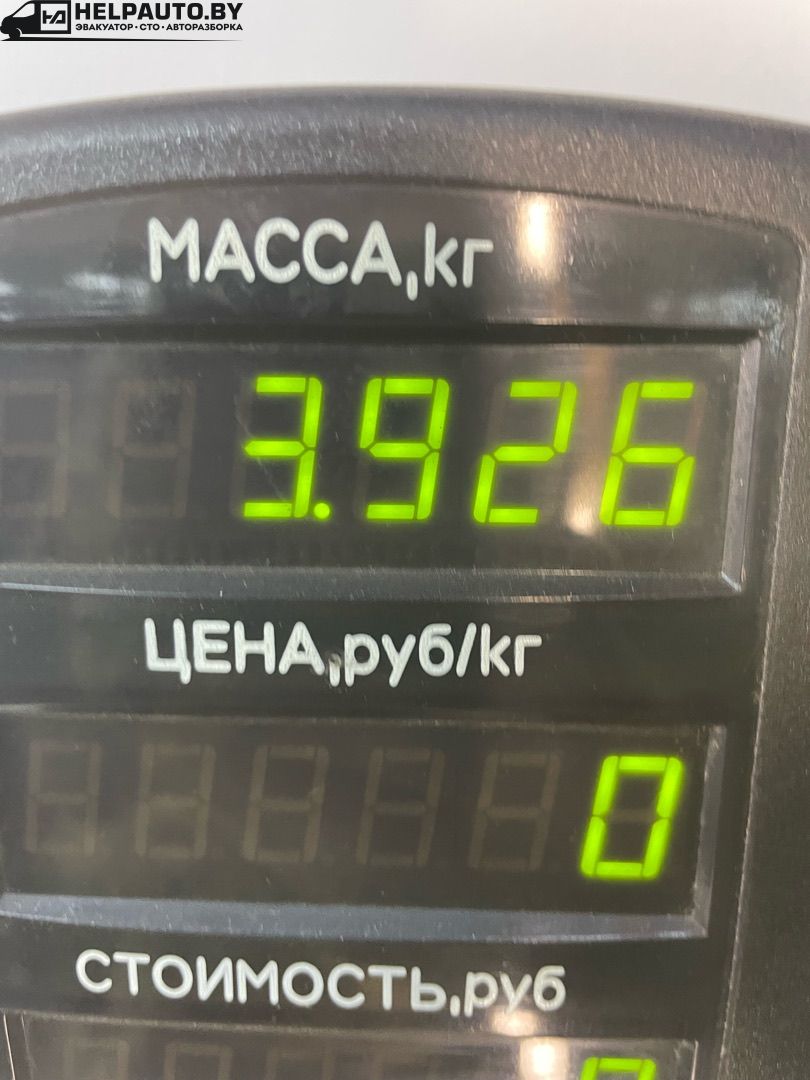 HELPAUTO.BY
ЭВАКУАТОР • СТО • АВТОРАЗБОРКА
МАССА,кг
3.926
ЦЕНА,руб/кг
0
СТОИМОСТЬ,руб